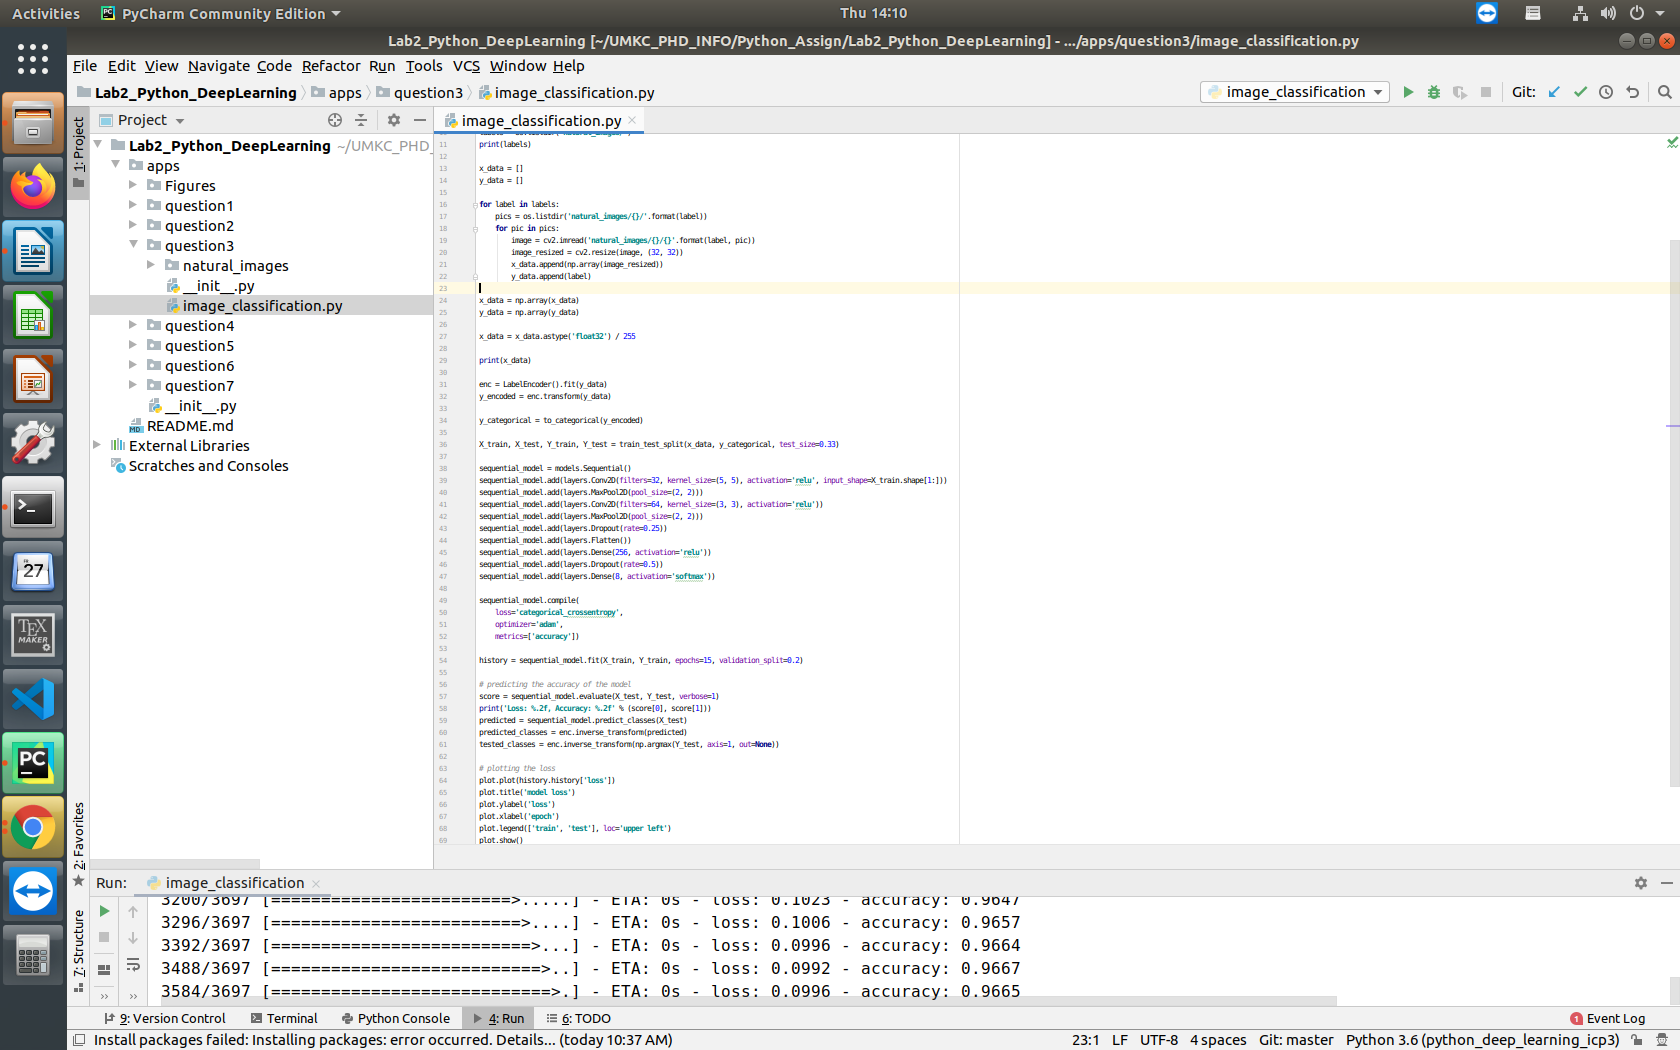 Activities PyCharm Community Edition Thu 14:10
Lab2_Python_DeepLearning [~/UMKC_PHD_INFO/Python_Assign/Lab2_Python_DeepLearning] - .../apps/question3/image_classification.py
File Edit View Navigate Code Refactor Run Tools VCS Window Help
Lab2_Python_DeepLearning apps question3 image_classification.py image_classification Git:
1: Project
Project
Lab2_Python_DeepLearning ~/UMKC_PHD_
apps
Figures
question1
question2
question3
natural_images
__init__.py
image_classification.py
question4
question5
question6
question7
__init__.py
README.md
External Libraries
Scratches and Consoles
27
TEX
MAKER
PC
2: Favorites
7: Structure
image_classification.py
11 print(labels)
12
13 x_data = []
14 y_data = []
15
16 for label in labels:
17 pics = os.listdir('natural_images/{}/'.format(label))
18 for pic in pics:
19 image = cv2.imread('natural_images/{}/{}'.format(label, pic))
20 image_resized = cv2.resize(image, (32, 32))
21 x_data.append(np.array(image_resized))
22 y_data.append(label)
23
24 x_data = np.array(x_data)
25 y_data = np.array(y_data)
26
27 x_data = x_data.astype('float32') / 255
28
29 print(x_data)
30
31 enc = LabelEncoder().fit(y_data)
32 y_encoded = enc.transform(y_data)
33
34 y_categorical = to_categorical(y_encoded)
35
36 X_train, X_test, Y_train, Y_test = train_test_split(x_data, y_categorical, test_size=0.33)
37
38 sequential_model = models.Sequential()
39 sequential_model.add(layers.Conv2D(filters=32, kernel_size=(5, 5), activation='relu', input_shape=X_train.shape[1:]))
40 sequential_model.add(layers.MaxPool2D(pool_size=(2, 2)))
41 sequential_model.add(layers.Conv2D(filters=64, kernel_size=(3, 3), activation='relu'))
42 sequential_model.add(layers.MaxPool2D(pool_size=(2, 2)))
43 sequential_model.add(layers.Dropout(rate=0.25))
44 sequential_model.add(layers.Flatten())
45 sequential_model.add(layers.Dense(256, activation='relu'))
46 sequential_model.add(layers.Dropout(rate=0.5))
47 sequential_model.add(layers.Dense(8, activation='softmax'))
48
49 sequential_model.compile(
50 loss='categorical_crossentropy',
51 optimizer='adam',
52 metrics=['accuracy'])
53
54 history = sequential_model.fit(X_train, Y_train, epochs=15, validation_split=0.2)
55
56 # predicting the accuracy of the model
57 score = sequential_model.evaluate(X_test, Y_test, verbose=1)
58 print('Loss: %.2f, Accuracy: %.2f' % (score[0], score[1]))
59 predicted = sequential_model.predict_classes(X_test)
60 predicted_classes = enc.inverse_transform(predicted)
61 tested_classes = enc.inverse_transform(np.argmax(Y_test, axis=1, out=None))
62
63 # plotting the loss
64 plot.plot(history.history['loss'])
65 plot.title('model loss')
66 plot.ylabel('loss')
67 plot.xlabel('epoch')
68 plot.legend(['train', 'test'], loc='upper left')
69 plot.show()
Run: image_classification
3200/3697 [========================>.....] - ETA: 0s - loss: 0.1023 - accuracy: 0.9647
3296/3697 [=========================>....] - ETA: 0s - loss: 0.1006 - accuracy: 0.9657
3392/3697 [==========================>...] - ETA: 0s - loss: 0.0996 - accuracy: 0.9664
3488/3697 [===========================>..] - ETA: 0s - loss: 0.0992 - accuracy: 0.9667
3584/3697 [============================>.] - ETA: 0s - loss: 0.0996 - accuracy: 0.9665
9: Version Control Terminal Python Console 4: Run 6: TODO 1 Event Log
Install packages failed: Installing packages: error occurred. Details... (today 10:37 AM) 23:1 LF UTF-8 4 spaces Git: master Python 3.6 (python_deep_learning_icp3)